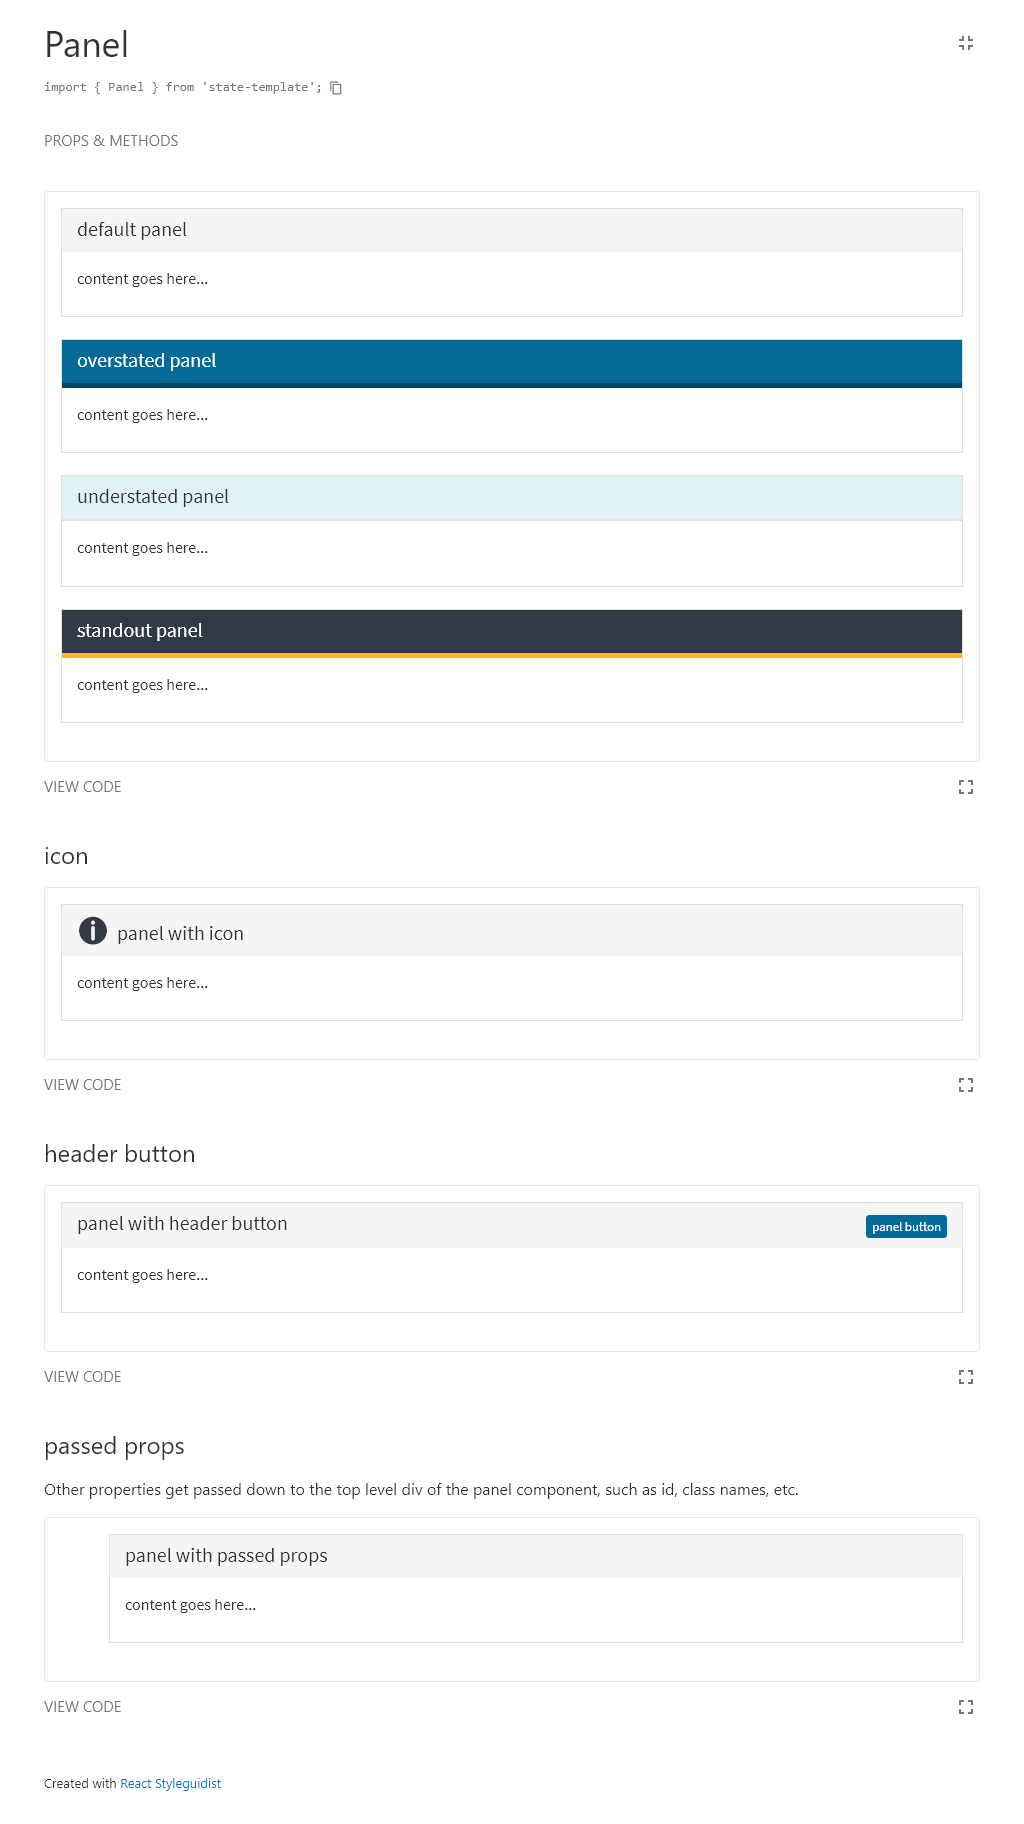 Panel
import { Panel } from 'state-template';
PROPS & METHODS
default panel
content goes here...
overstated panel
content goes here...
understated panel
content goes here...
standout panel
content goes here...
VIEW CODE
icon
panel with icon
content goes here...
VIEW CODE
header button
panel with header button
panel button
content goes here...
VIEW CODE
passed props
Other properties get passed down to the top level div of the panel component, such as id, class names, etc.
panel with passed props
content goes here...
VIEW CODE
Created with React Styleguidist